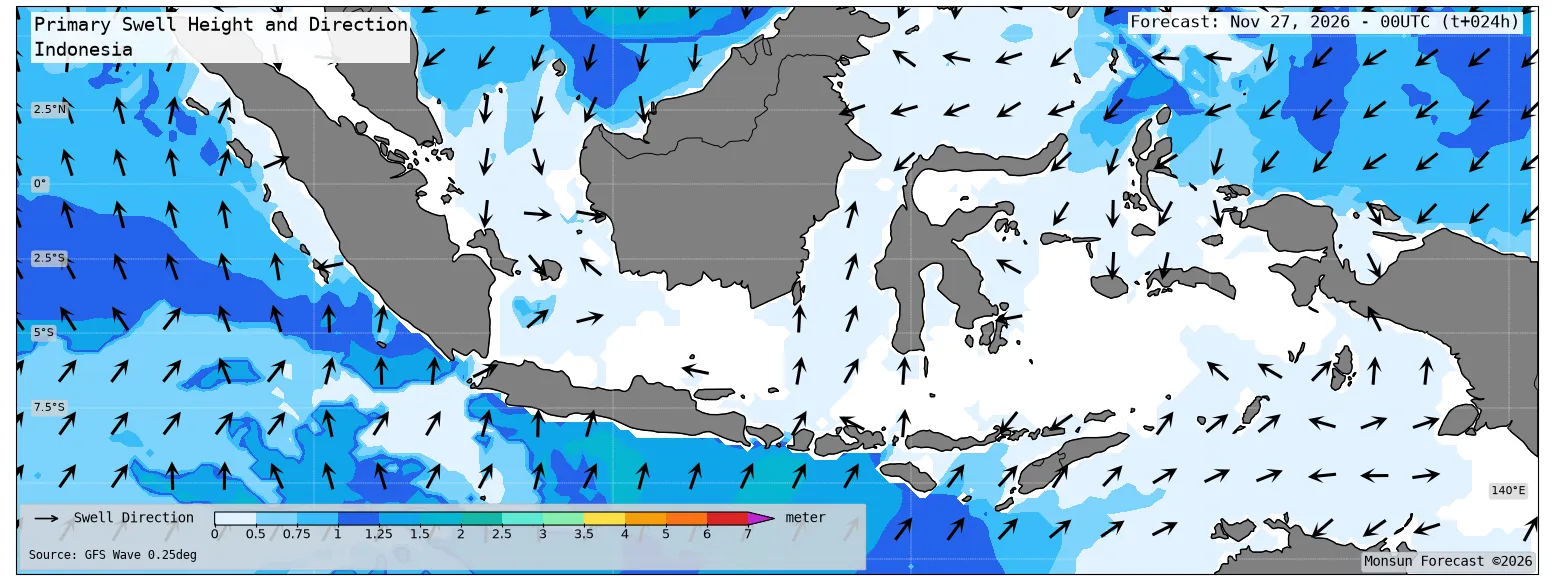 Primary Swell Height and Direction
Indonesia
Forecast: Nov 27, 2026 - 00UTC (t+024h)
2.5°N
0°
2.5°S
5°S
7.5°S
140°E
Swell Direction
0 0.5 0.75 1 1.25 1.5 2 2.5 3 3.5 4 5 6 7
meter
Source: GFS Wave 0.25deg
Monsun Forecast ©2026